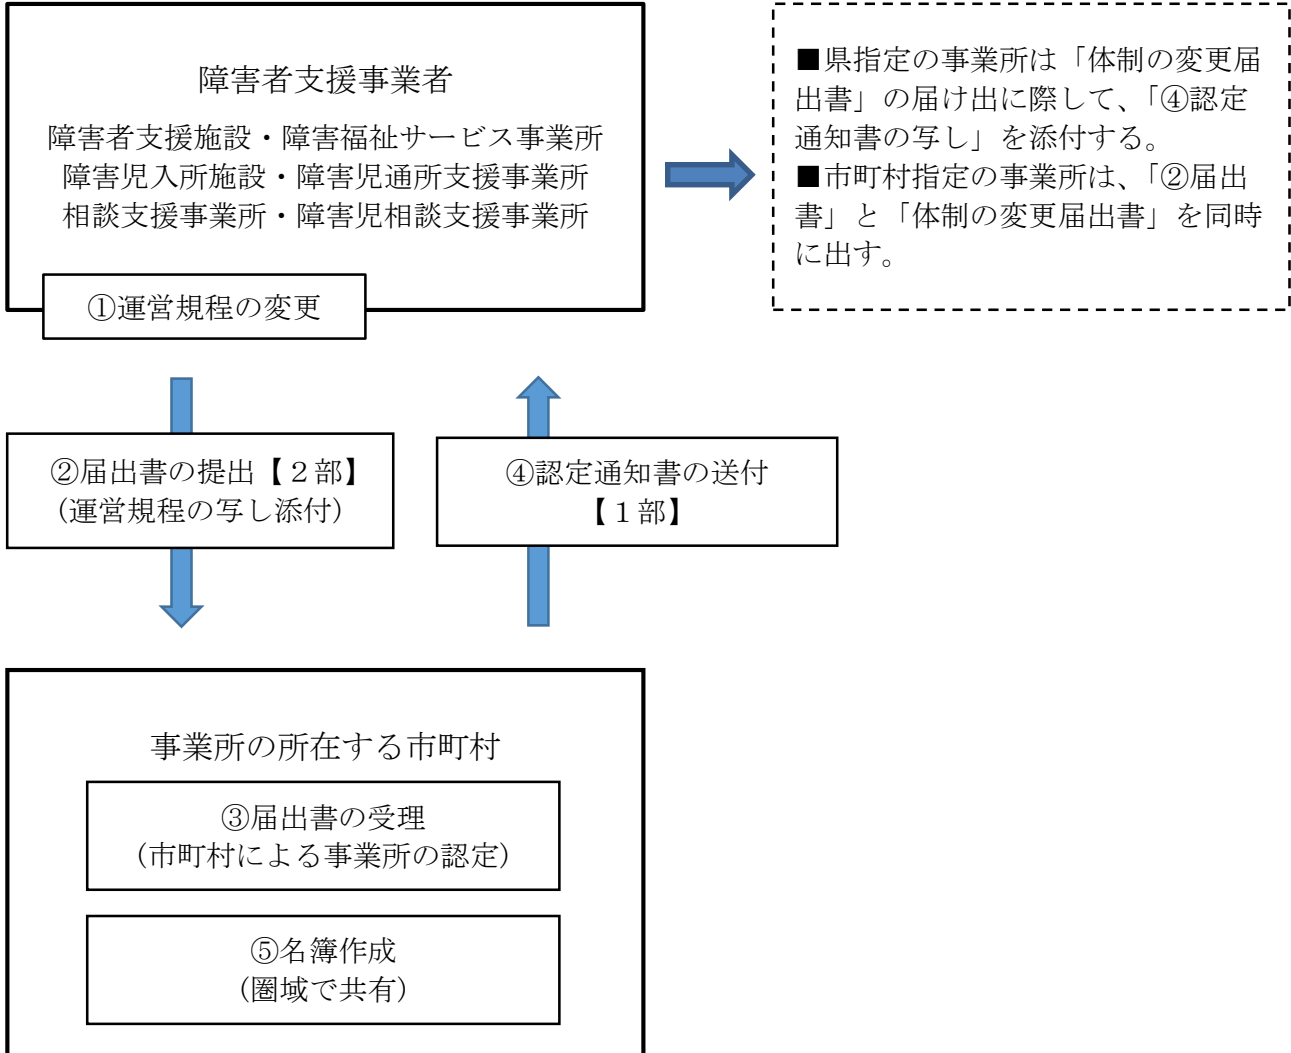 障害者支援事業者
障害者支援施設・障害福祉サービス事業所
障害児入所施設・障害児通所支援事業所
相談支援事業所・障害児相談支援事業所
①運営規程の変更
■県指定の事業所は「体制の変更届
出書」の届け出に際して、「④認定
通知書の写し」を添付する。
■市町村指定の事業所は、「②届出
書」と「体制の変更届出書」を同時
に出す。
②届出書の提出【２部】
（運営規程の写し添付）
④認定通知書の送付
【１部】
事業所の所在する市町村
③届出書の受理
（市町村による事業所の認定）
⑤名簿作成
（圏域で共有）